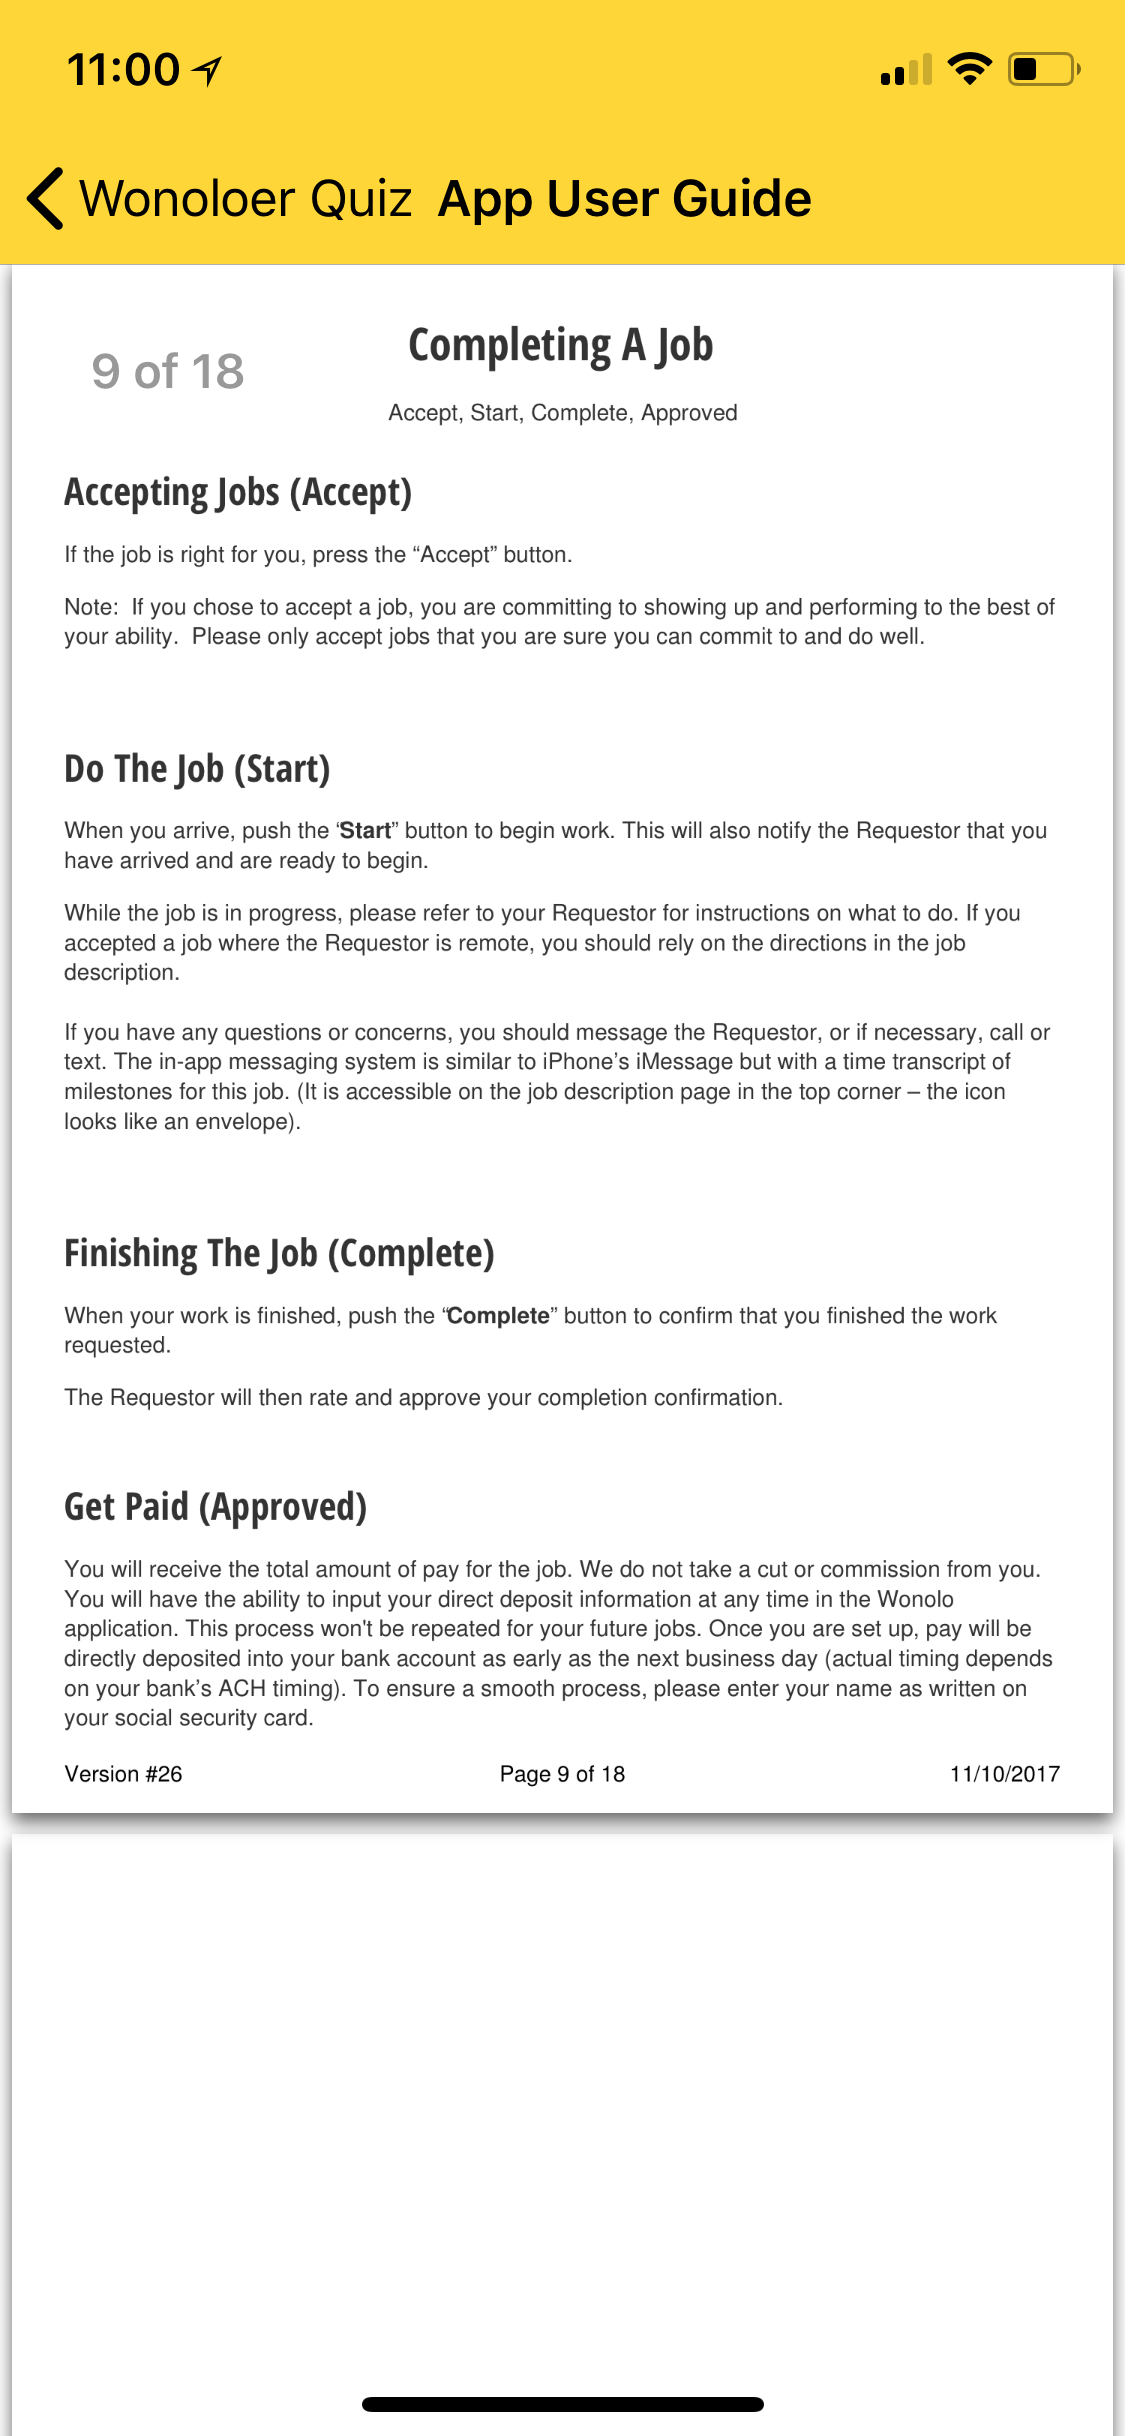 11:00
Wonoloer Quiz App User Guide
9 of 18
Completing A Job
Accept, Start, Complete, Approved
Accepting Jobs (Accept)
If the job is right for you, press the “Accept” button.
Note:  If you chose to accept a job, you are committing to showing up and performing to the best of
your ability.  Please only accept jobs that you are sure you can commit to and do well.
Do The Job (Start)
When you arrive, push the “Start” button to begin work. This will also notify the Requestor that you
have arrived and are ready to begin.
While the job is in progress, please refer to your Requestor for instructions on what to do. If you
accepted a job where the Requestor is remote, you should rely on the directions in the job
description.
If you have any questions or concerns, you should message the Requestor, or if necessary, call or
text. The in-app messaging system is similar to iPhone’s iMessage but with a time transcript of
milestones for this job. (It is accessible on the job description page in the top corner – the icon
looks like an envelope).
Finishing The Job (Complete)
When your work is finished, push the “Complete” button to confirm that you finished the work
requested.
The Requestor will then rate and approve your completion confirmation.
Get Paid (Approved)
You will receive the total amount of pay for the job. We do not take a cut or commission from you.
You will have the ability to input your direct deposit information at any time in the Wonolo
application. This process won't be repeated for your future jobs. Once you are set up, pay will be
directly deposited into your bank account as early as the next business day (actual timing depends
on your bank’s ACH timing). To ensure a smooth process, please enter your name as written on
your social security card.
Version #26 Page 9 of 18 11/10/2017